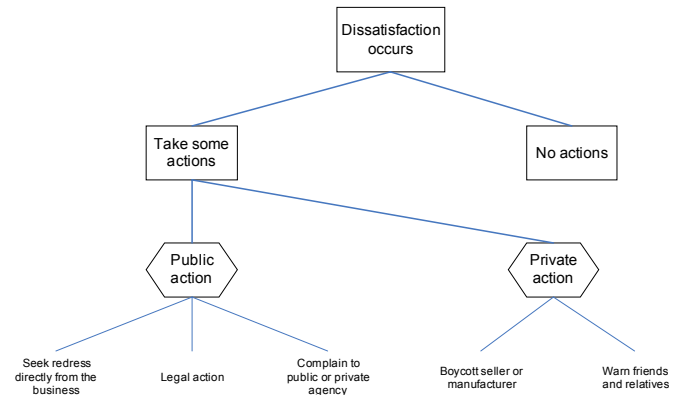 Dissatisfaction
occurs
Take some
actions
No actions
Public
action
Private
action
Seek redress
directly from the
business
Legal action
Complain to
public or private
agency
Boycott seller or
manufacturer
Warn friends
and relatives